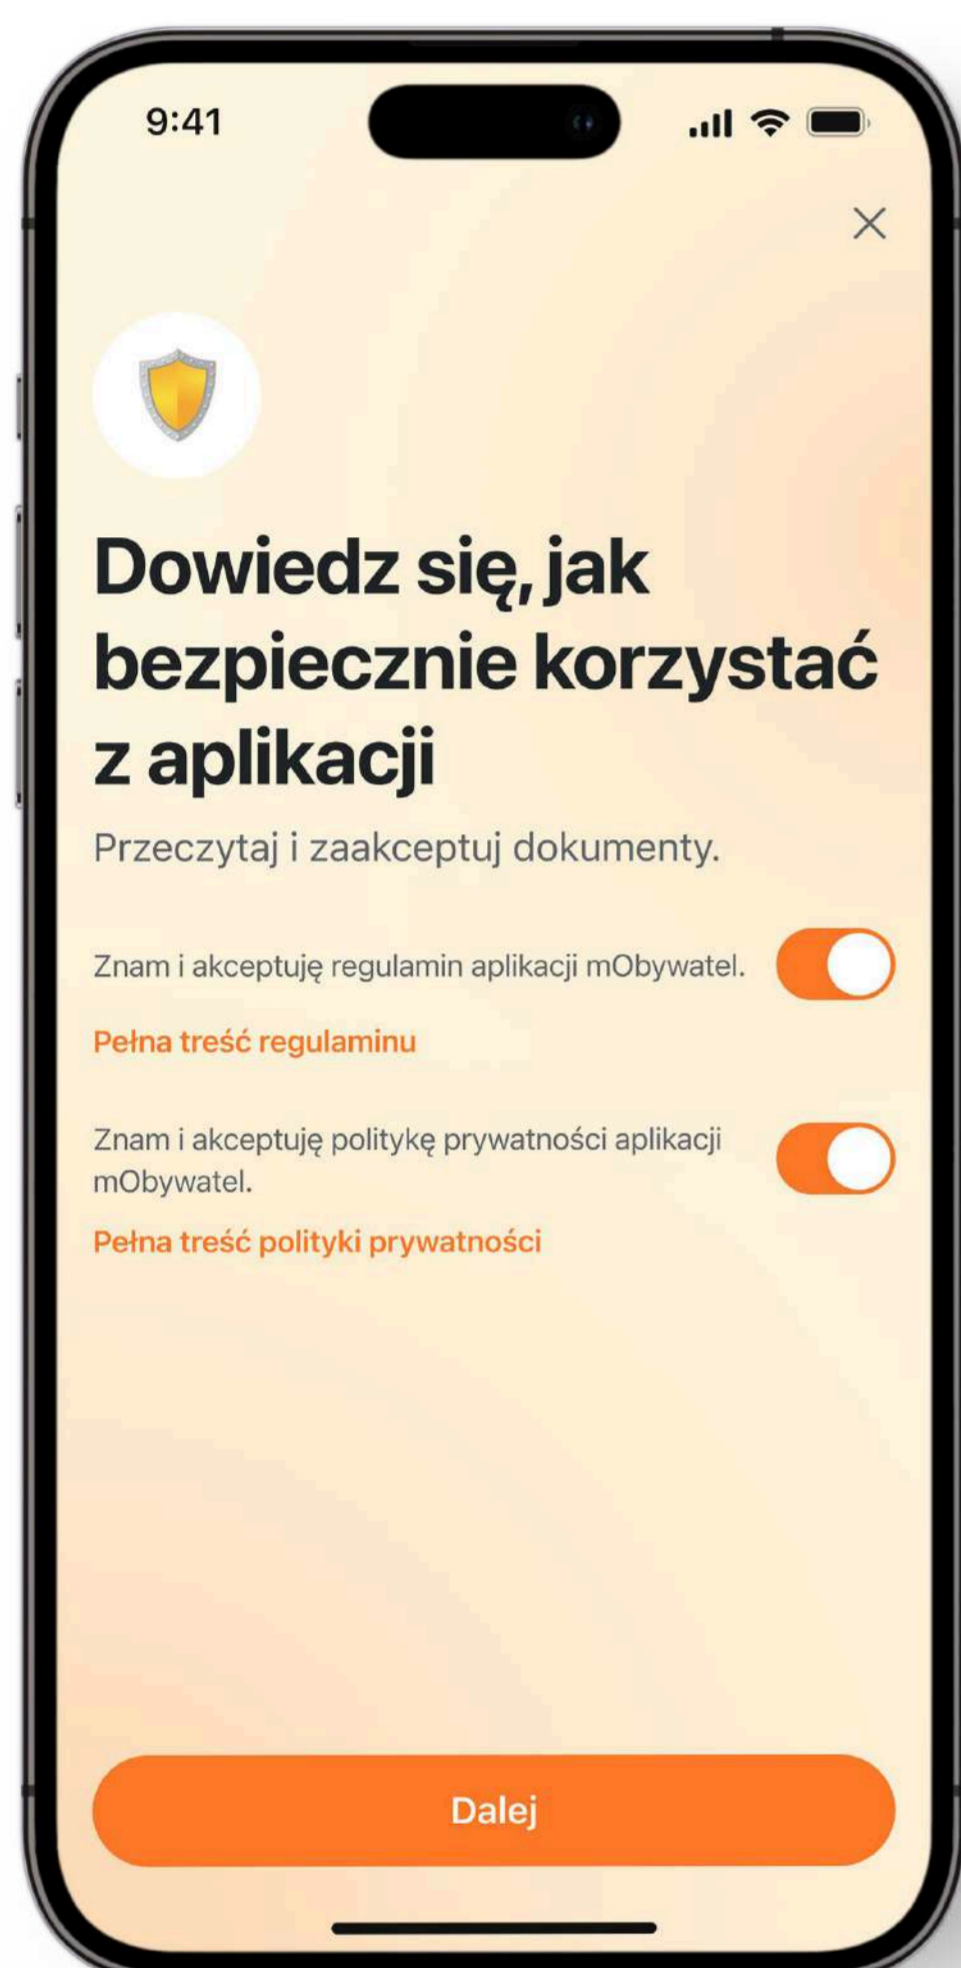 9:41
Dowiedz się, jak
bezpiecznie korzystać
z aplikacji
Przeczytaj i zaakceptuj dokumenty.
Znam i akceptuję regulamin aplikacji mObywatel.
Pełna treść regulaminu
Znam i akceptuję politykę prywatności aplikacji
mObywatel.
Pełna treść polityki prywatności
Dalej